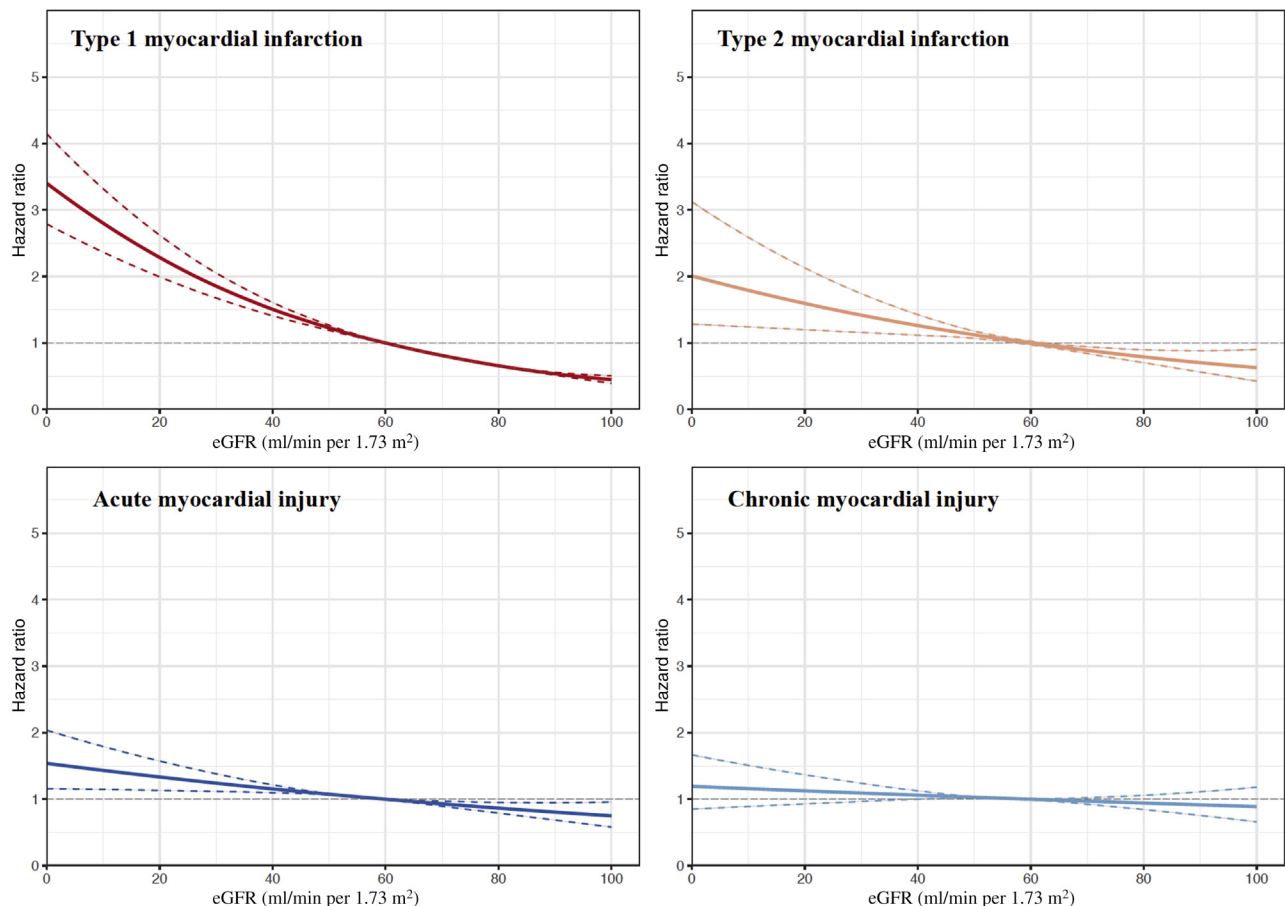 Type 1 myocardial infarction
Hazard ratio
5
4
3
2
1
0
0 20 40 60 80 100
eGFR (ml/min per 1.73 m²)
Type 2 myocardial infarction
Hazard ratio
5
4
3
2
1
0
0 20 40 60 80 100
eGFR (ml/min per 1.73 m²)
Acute myocardial injury
Hazard ratio
5
4
3
2
1
0
0 20 40 60 80 100
eGFR (ml/min per 1.73 m²)
Chronic myocardial injury
Hazard ratio
5
4
3
2
1
0
0 20 40 60 80 100
eGFR (ml/min per 1.73 m²)